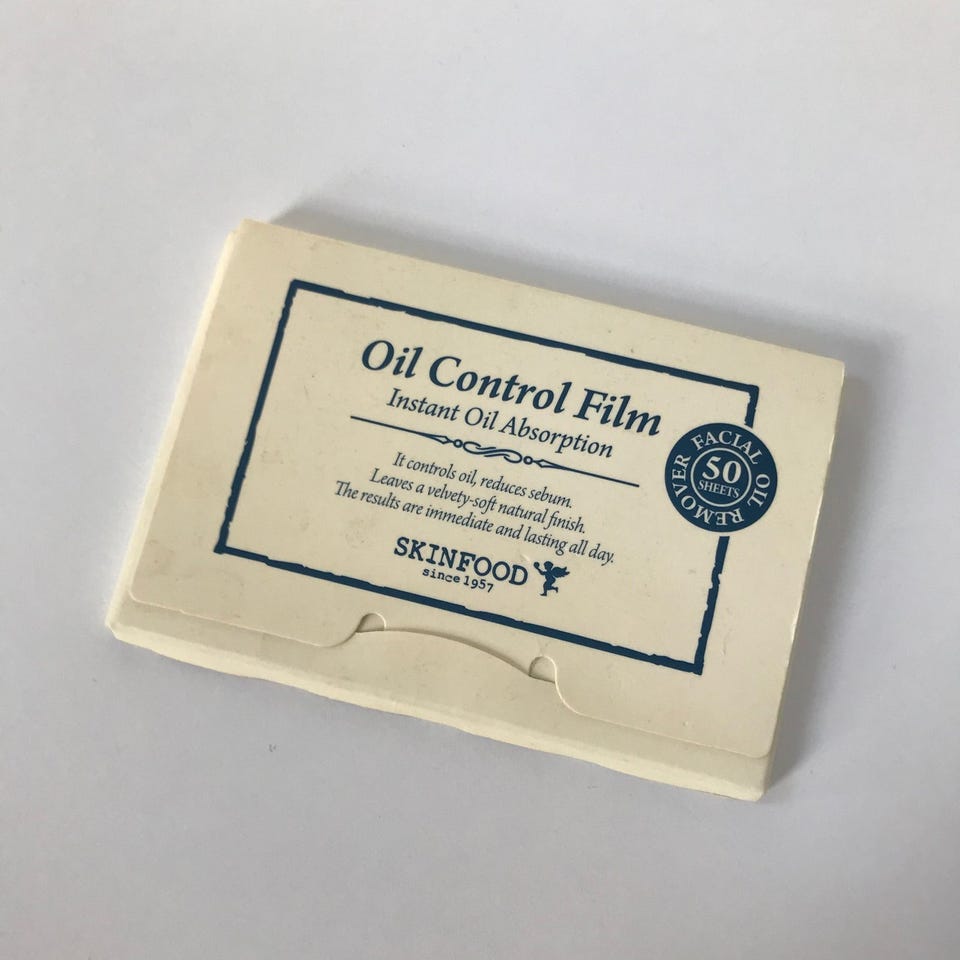 Oil Control Film
Instant Oil Absorption
It controls oil, reduces sebum.
Leaves a velvety-soft natural finish.
The results are immediate and lasting all day.
SKINFOOD
since 1957
FACIAL OIL REMOVER
50
SHEETS